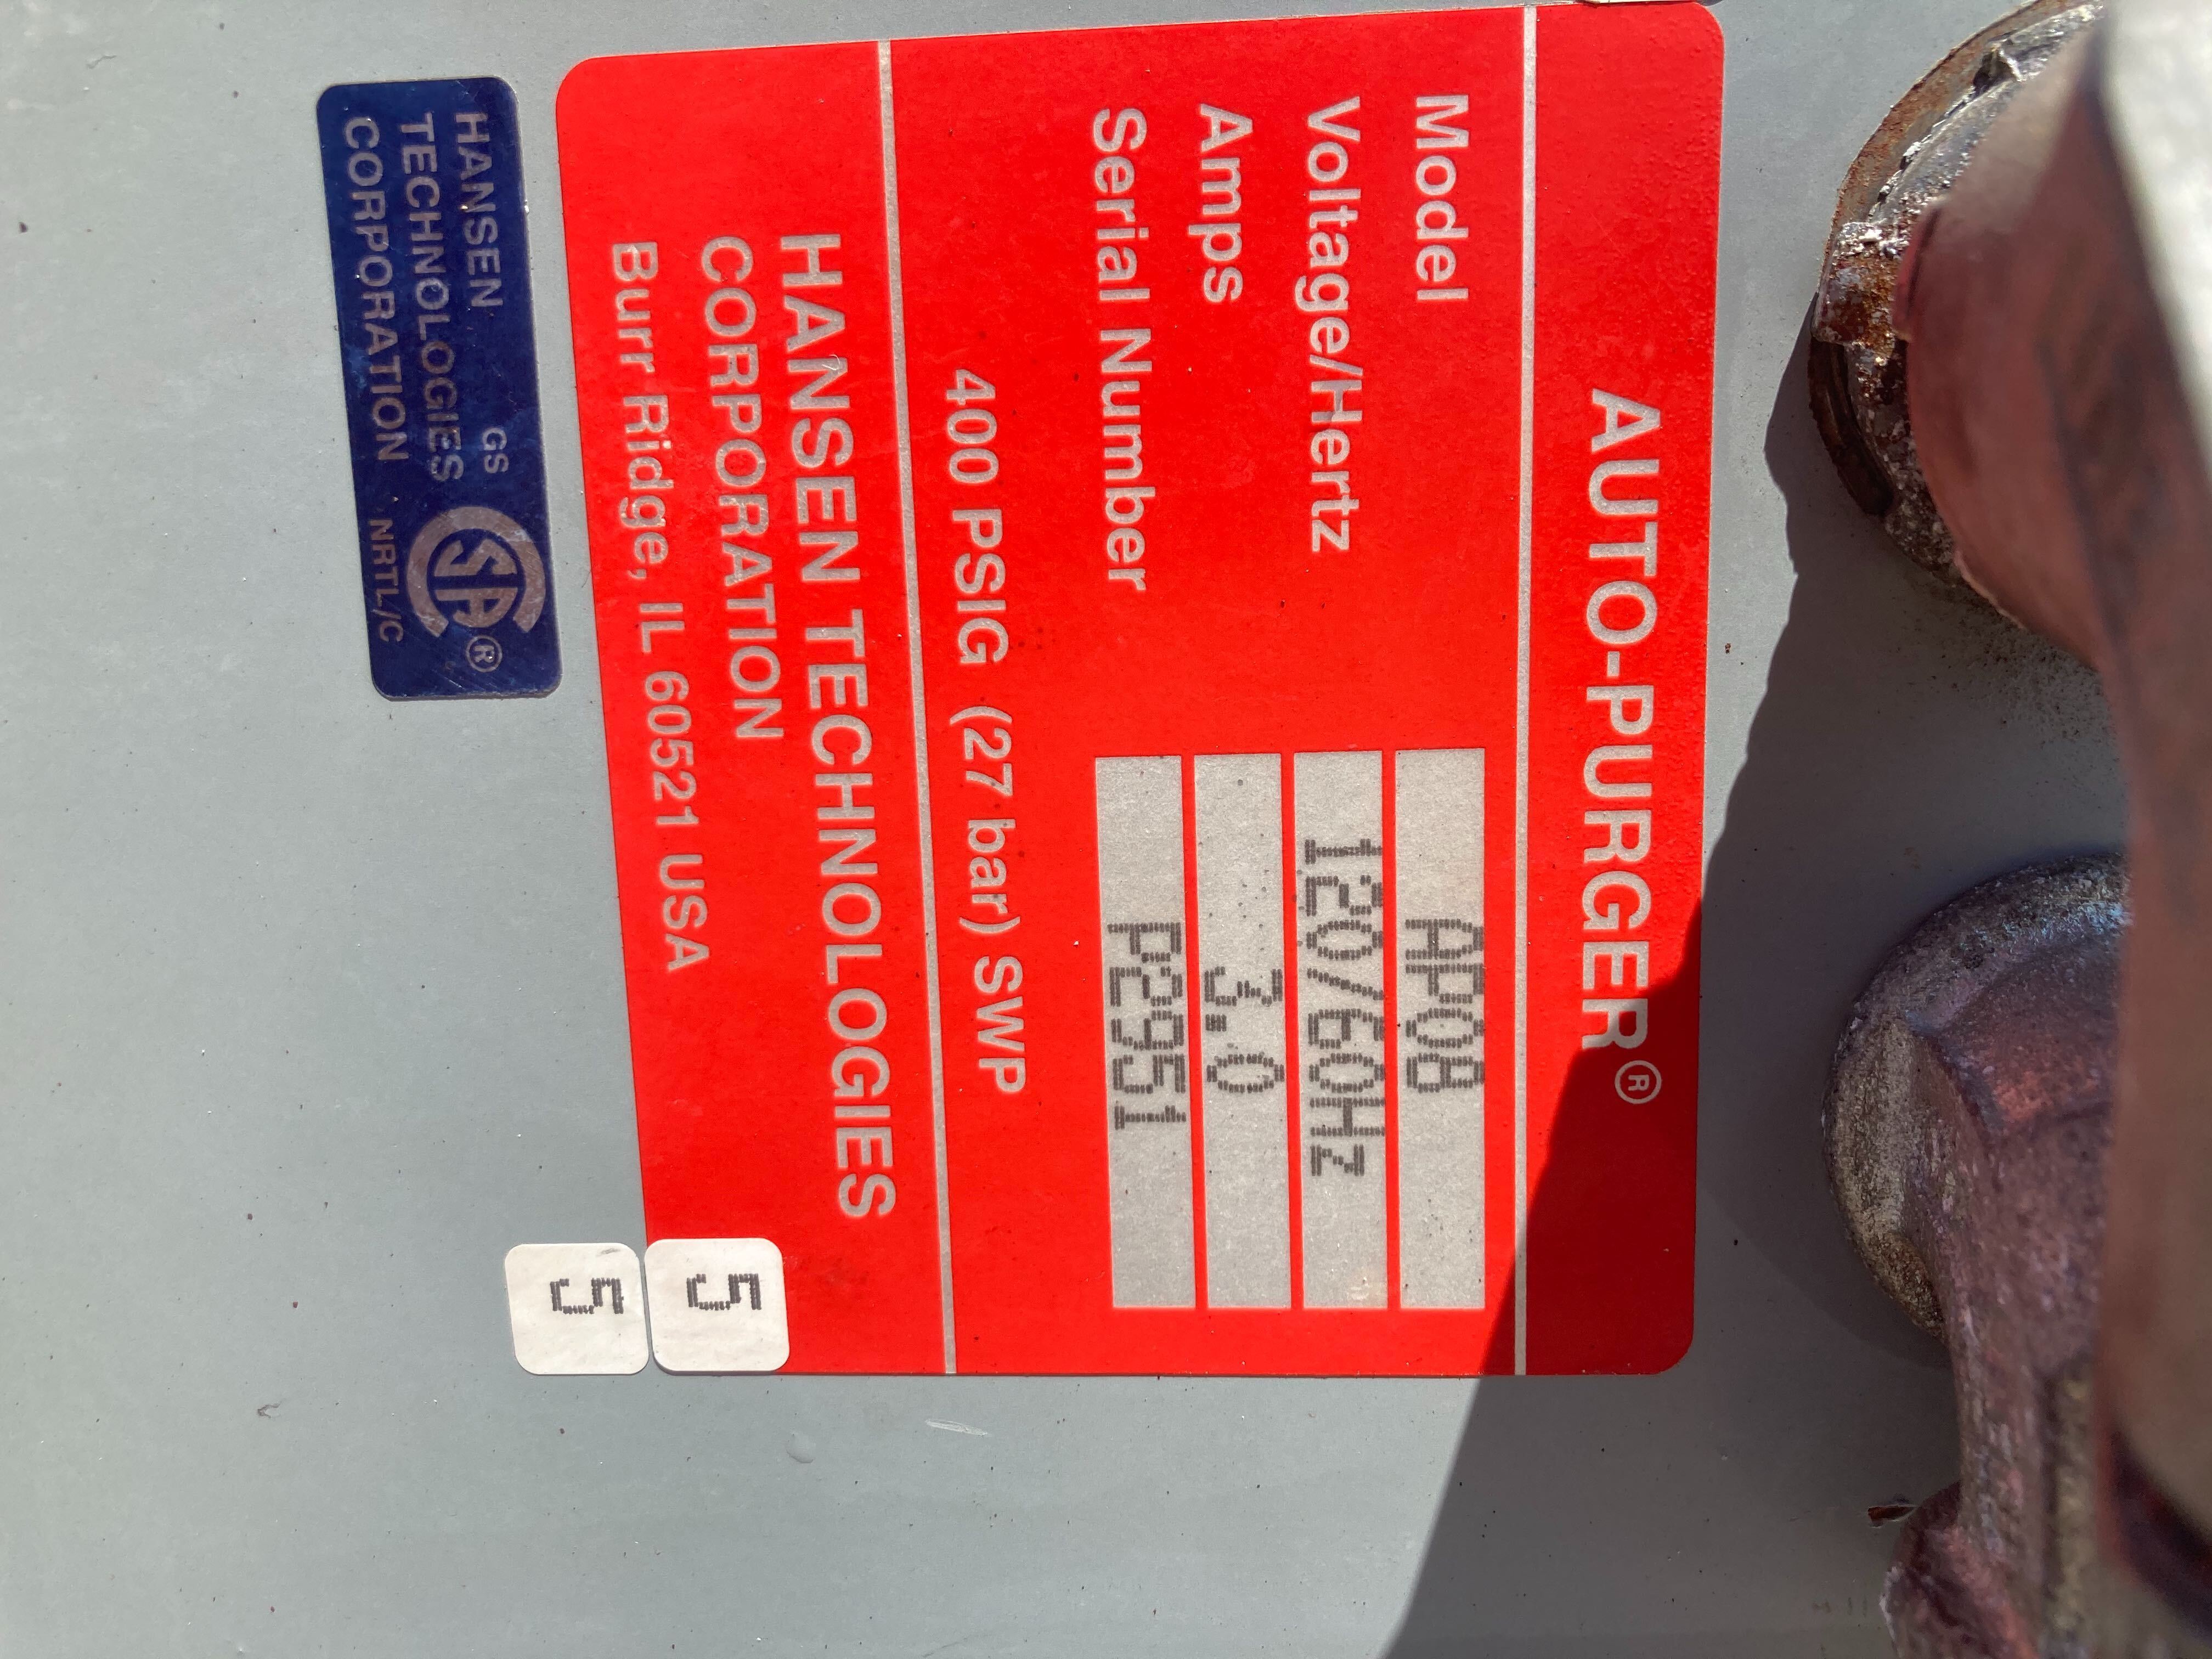 AUTO-PURGER®
Model AP08
Voltage/Hertz 120/60Hz
Amps 3.0
Serial Number P2951
400 PSIG (27 bar) SWP
HANSEN TECHNOLOGIES
CORPORATION
Burr Ridge, IL 60521 USA
5
5
HANSEN GS
TECHNOLOGIES
CORPORATION
SA®
NRTL/C